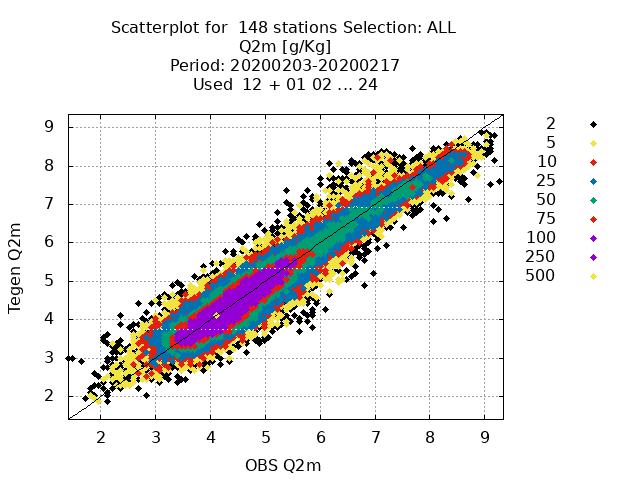 Scatterplot for  148 stations Selection: ALL
Q2m [g/Kg]
Period: 20200203-20200217
Used  12 + 01 02 ... 24
9
8
7
6
5
4
3
2
Tegen Q2m
2 3 4 5 6 7 8 9
OBS Q2m
2
5
10
25
50
75
100
250
500